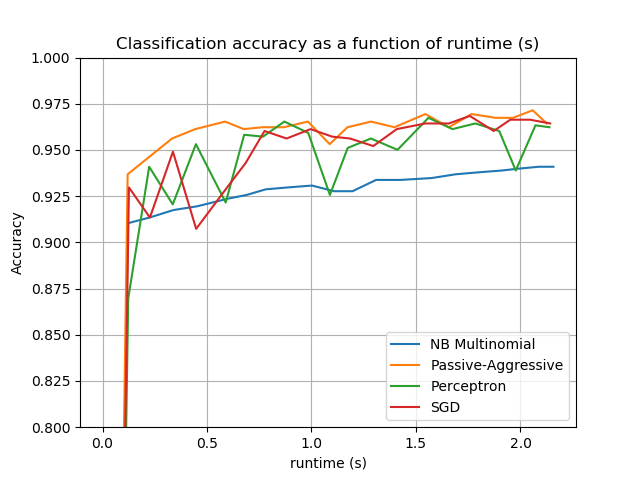 Classification accuracy as a function of runtime (s)
1.000
0.975
0.950
0.925
0.900
0.875
0.850
0.825
0.800
Accuracy
NB Multinomial
Passive-Aggressive
Perceptron
SGD
0.0 0.5 1.0 1.5 2.0
runtime (s)